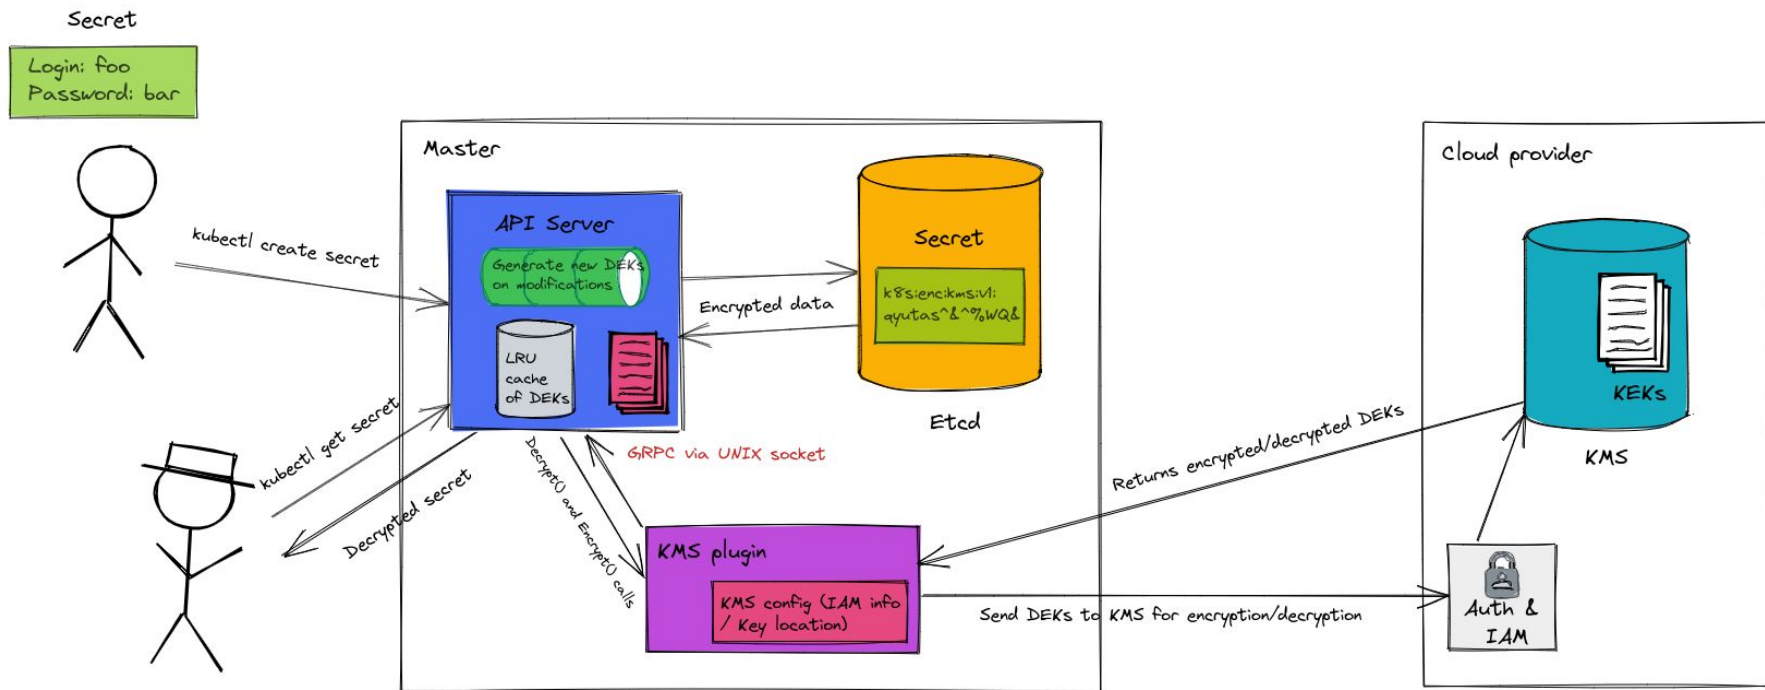 Secret
Login: foo
Password: bar
Master
Cloud provider
API Server
Generate new DEKs
on modifications
LRU
cache
of DEKs
Secret
k8s:enc:kms:v1:
qyutas^&^%WQ&
Etcd
kubectl create secret
Encrypted data
kubectl get secret
Decrypted secret
Decrypt() and Encrypt() calls
GRPC via UNIX socket
KEKs
KMS
Returns encrypted/decrypted DEKs
KMS plugin
KMS config (IAM info
/ Key location)
Send DEKs to KMS for encryption/decryption
Auth &
IAM